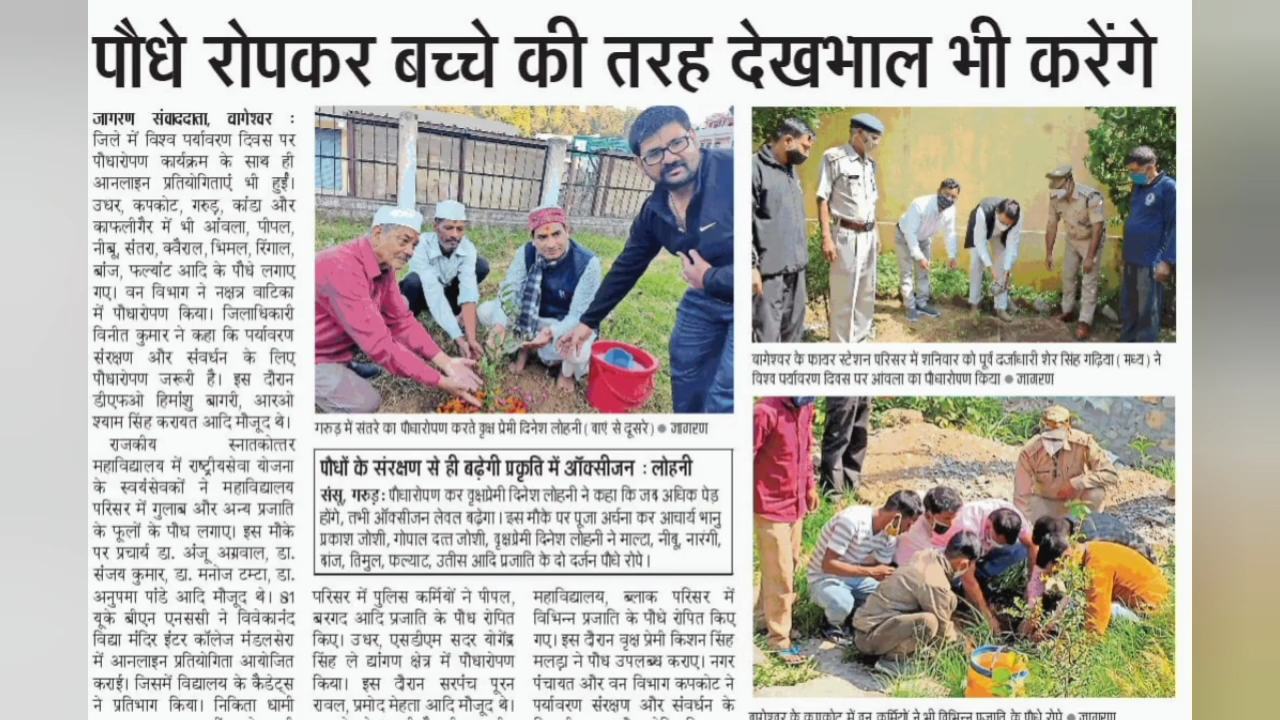 पौधे रोपकर बच्चे की तरह देखभाल भी करेंगे
जागरण संवाददाता, बागेश्वर :
जिले में विश्व पर्यावरण दिवस पर
पौधारोपण कार्यक्रम के साथ ही
आनलाइन प्रतियोगिताएं भी हुईं।
उधर, कपकोट, गरुड़, कांडा और
काफलीगैर में भी आंवला, पीपल,
नीबू, संतरा, क्वैराल, भिमल, रिंगाल,
बांज, फल्यांट आदि के पौधे लगाए
गए। वन विभाग ने नक्षत्र वाटिका
में पौधारोपण किया। जिलाधिकारी
विनीत कुमार ने कहा कि पर्यावरण
संरक्षण और संवर्धन के लिए
पौधारोपण जरूरी है। इस दौरान
डीएफओ हिमांशु बागरी, आरओ
श्याम सिंह करायत आदि मौजूद थे।
राजकीय स्नातकोत्तर
महाविद्यालय में राष्ट्रीयसेवा योजना
के स्वयंसेवकों ने महाविद्यालय
परिसर में गुलाब और अन्य प्रजाति
के फूलों के पौध लगाए। इस मौके
पर प्रचार्य डा. अंजू अग्रवाल, डा.
संजय कुमार, डा. मनोज टम्टा, डा.
अनुपमा पांडे आदि मौजूद थे। 81
यूके बीएन एनससी ने विवेकानंद
विद्या मंदिर इंटर कॉलेज मंडलसेरा
में आनलाइन प्रतियोगिता आयोजित
कराई। जिसमें विद्यालय के कैडेट्स
ने प्रतिभाग किया। निकिता धामी
गरुड़ में संतरे का पौधारोपण करते वृक्ष प्रेमी दिनेश लोहनी ( बाएं से दूसरे ) ● जागरण
पौधों के संरक्षण से ही बढ़ेगी प्रकृति में ऑक्सीजन : लोहनी
संसू, गरुड़ : पौधारोपण कर वृक्षप्रेमी दिनेश लोहनी ने कहा कि जब अधिक पेड़
होंगे, तभी ऑक्सीजन लेवल बढ़ेगा। इस मौके पर पूजा अर्चना कर आचार्य भानु
प्रकाश जोशी, गोपाल दत्त जोशी, वृक्षप्रेमी दिनेश लोहनी ने माल्टा, नीबू, नारंगी,
बांज, तिमुल, फल्याट, उतीस आदि प्रजाति के दो दर्जन पौधे रोपे।
परिसर में पुलिस कर्मियों ने पीपल,
बरगद आदि प्रजाति के पौध रोपित
किए। उधर, एसडीएम सदर योगेंद्र
सिंह ले द्यांगण क्षेत्र में पौधारोपण
किया। इस दौरान सरपंच पूरन
रावल, प्रमोद मेहता आदि मौजूद थे।
महाविद्यालय, ब्लाक परिसर में
विभिन्न प्रजाति के पौधे रोपित किए
गए। इस दौरान वृक्ष प्रेमी किशन सिंह
मलड़ा ने पौध उपलब्ध कराए। नगर
पंचायत और वन विभाग कपकोट ने
पर्यावरण संरक्षण और संवर्धन के
बागेश्वर के फायर स्टेशन परिसर में शनिवार को पूर्व दर्जाधारी शेर सिंह गढ़िया ( मध्य ) ने
विश्व पर्यावरण दिवस पर आंवला का पौधारोपण किया ● जागरण
बागेश्वर के कपकोट में वन कर्मियों ने भी विभिन्न प्रजाति के पौधे रोपे ● जागरण